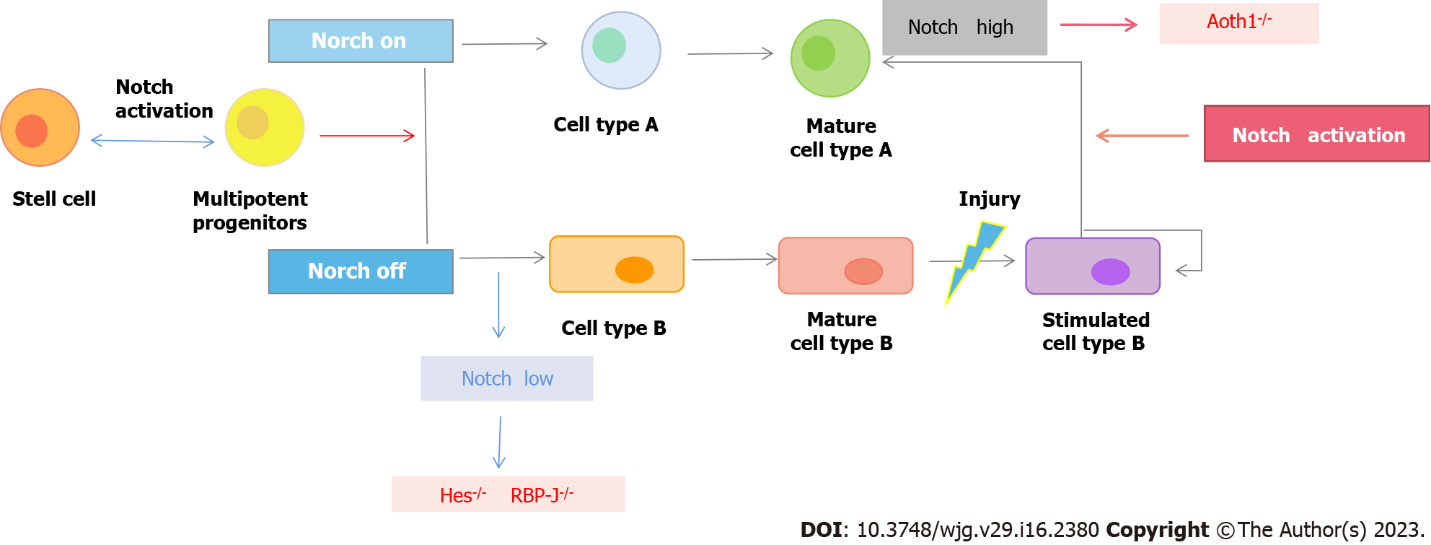 Norch on
Notch high
Aoth1-/-
Notch
activation
Cell type A
Mature
cell type A
Notch activation
Stell cell
Multipotent
progenitors
Injury
Norch off
Cell type B
Mature
cell type B
Stimulated
cell type B
Notch low
Hes-/- RBP-J-/-
DOI: 10.3748/wjg.v29.i16.2380 Copyright ©The Author(s) 2023.